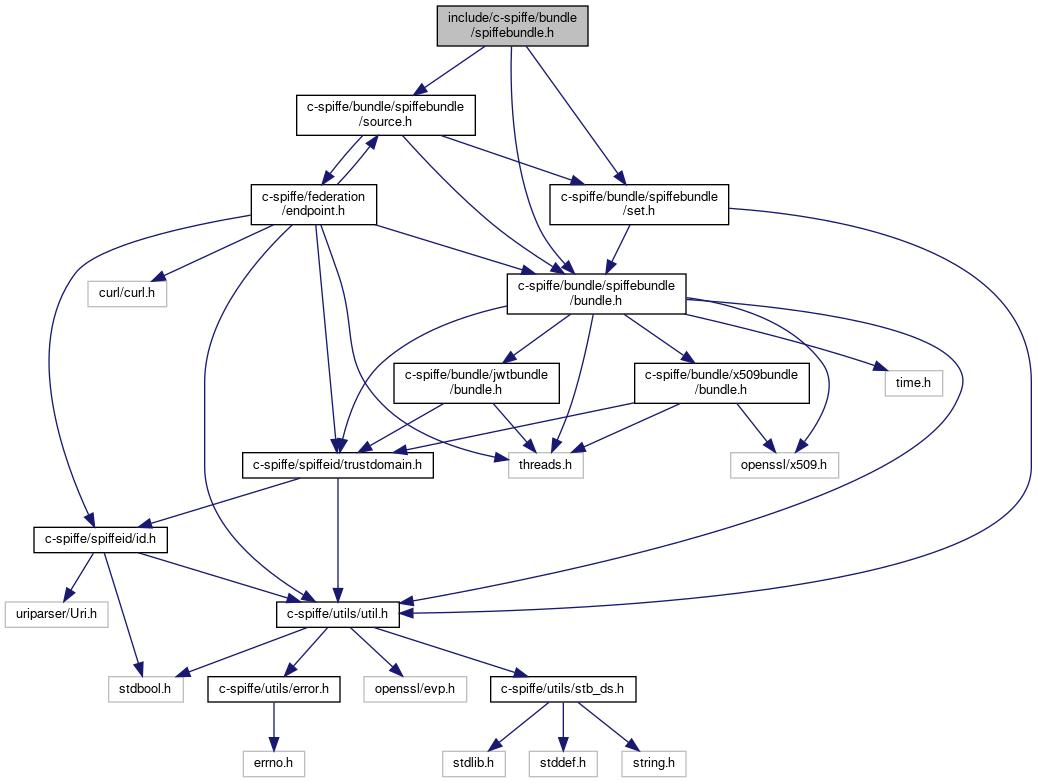 include/c-spiffe/bundle
/spiffebundle.h
c-spiffe/bundle/spiffebundle
/source.h
c-spiffe/federation
/endpoint.h
c-spiffe/bundle/spiffebundle
/set.h
curl/curl.h
c-spiffe/bundle/spiffebundle
/bundle.h
c-spiffe/bundle/jwtbundle
/bundle.h
c-spiffe/bundle/x509bundle
/bundle.h
time.h
c-spiffe/spiffeid/trustdomain.h
threads.h
openssl/x509.h
c-spiffe/spiffeid/id.h
uriparser/Uri.h
c-spiffe/utils/util.h
stdbool.h
c-spiffe/utils/error.h
openssl/evp.h
c-spiffe/utils/stb_ds.h
errno.h
stdlib.h
stddef.h
string.h